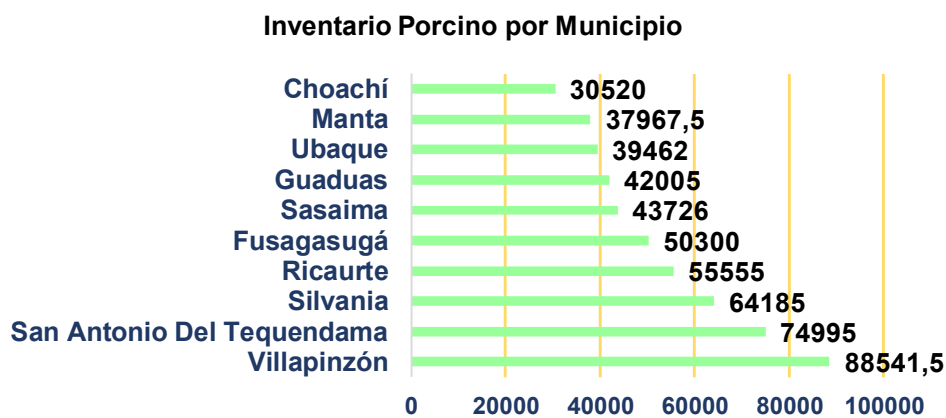 Inventario Porcino por Municipio
Choachí 30520
Manta 37967,5
Ubaque 39462
Guaduas 42005
Sasaima 43726
Fusagasugá 50300
Ricaurte 55555
Silvania 64185
San Antonio Del Tequendama 74995
Villapinzón 88541,5
0 20000 40000 60000 80000 100000